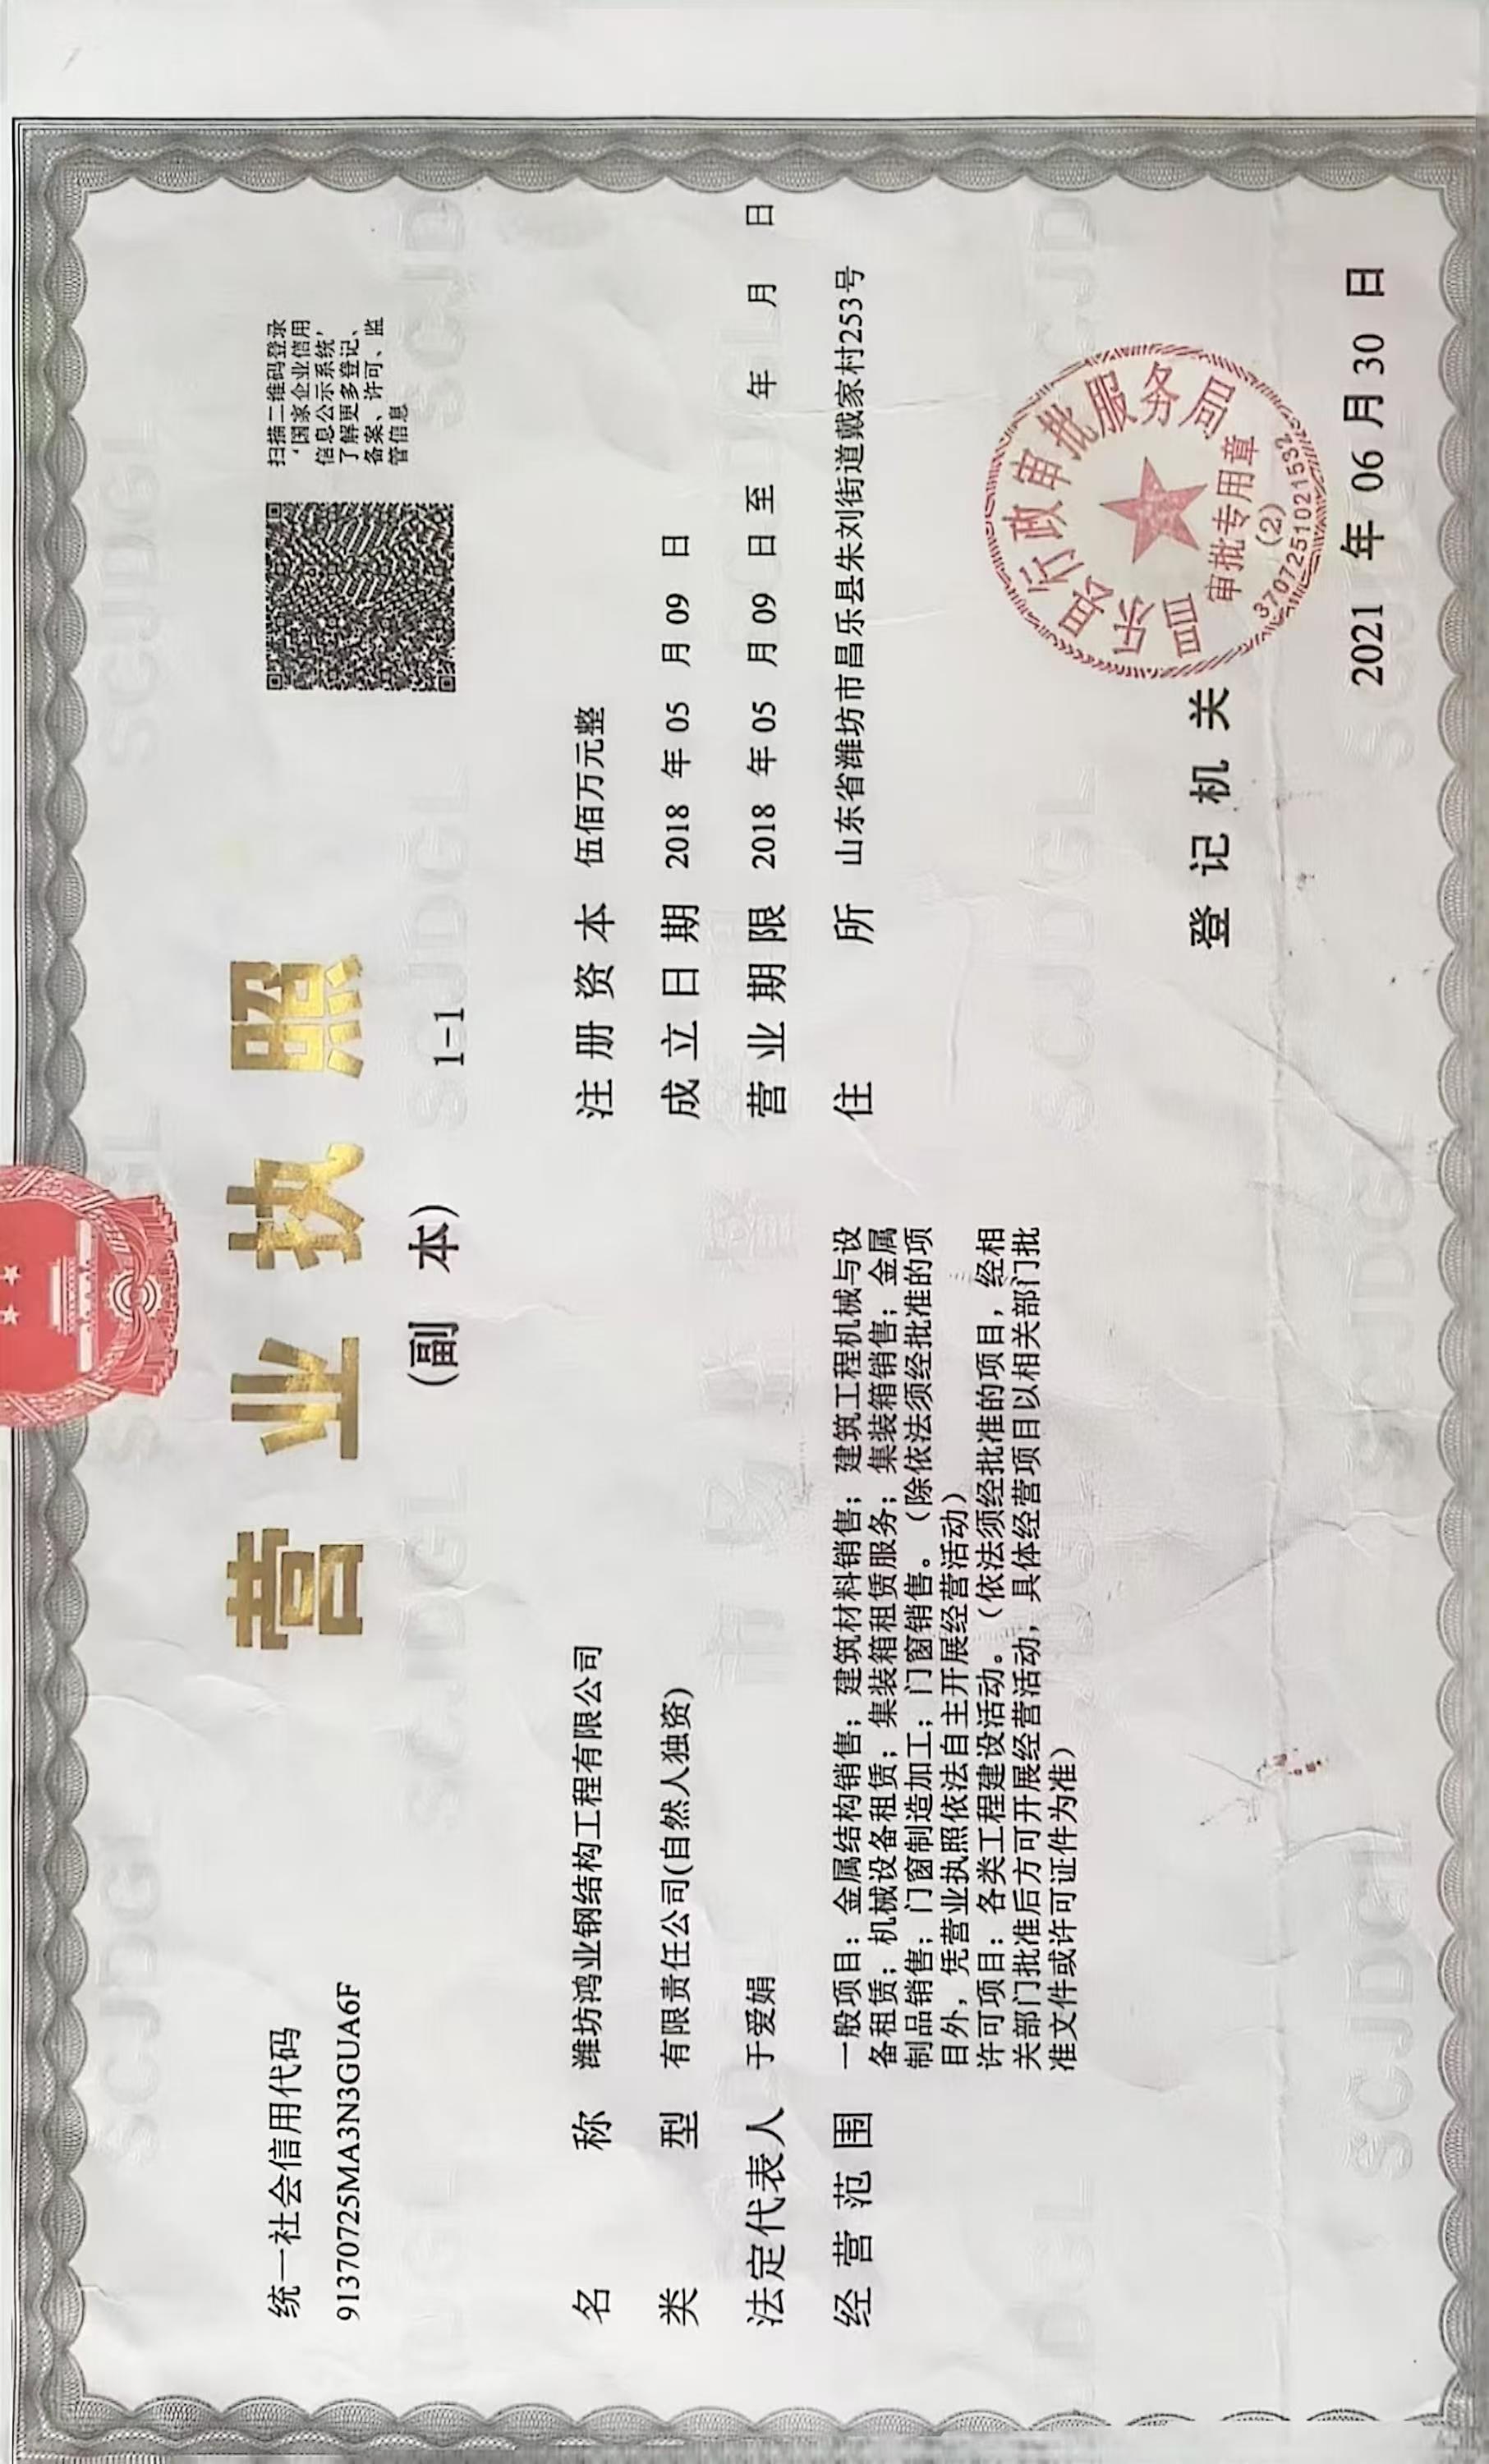 统一社会信用代码
91370725MA3N3GUA6F
营业执照
(副 本)
1-1
扫描二维码登录
‘国家企业信用
信息公示系统’
了解更多登记、
备案、许可、监
管信息
名 称 潍坊鸿业钢结构工程有限公司
类 型 有限责任公司(自然人独资)
法定代表人 于爱娟
经营范围 一般项目：金属结构销售；建筑材料销售；建筑工程机械与设
备租赁；机械设备租赁；集装箱租赁服务；集装箱销售；金属
制品销售；门窗制造加工；门窗销售。（除依法须经批准的项
目外，凭营业执照依法自主开展经营活动）
许可项目：各类工程建设活动。（依法须经批准的项目，经相
关部门批准后方可开展经营活动，具体经营项目以相关部门批
准文件或许可证件为准）
注册资本 伍佰万元整
成立日期 2018 年 05 月 09 日
营业期限 2018 年 05 月 09 日至 年 月 日
住 所 山东省潍坊市昌乐县朱刘街道戴家村253号
登记机关
昌乐县行政审批服务局
审批专用章
(2)
3707251021532
2021 年 06 月 30 日
SCJDGL